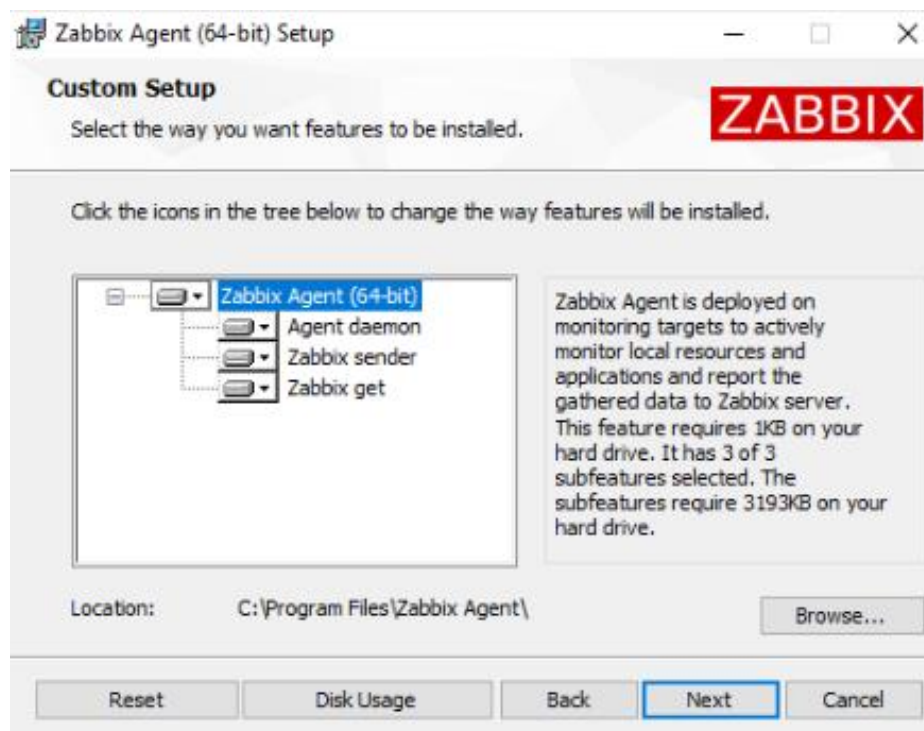 Zabbix Agent (64-bit) Setup
Custom Setup
Select the way you want features to be installed.
ZABBIX
Click the icons in the tree below to change the way features will be installed.
Zabbix Agent (64-bit)
Agent daemon
Zabbix sender
Zabbix get
Zabbix Agent is deployed on
monitoring targets to actively
monitor local resources and
applications and report the
gathered data to Zabbix server.
This feature requires 1KB on your
hard drive. It has 3 of 3
subfeatures selected. The
subfeatures require 3193KB on your
hard drive.
Location: C:\Program Files\Zabbix Agent\
Browse...
Reset Disk Usage Back Next Cancel